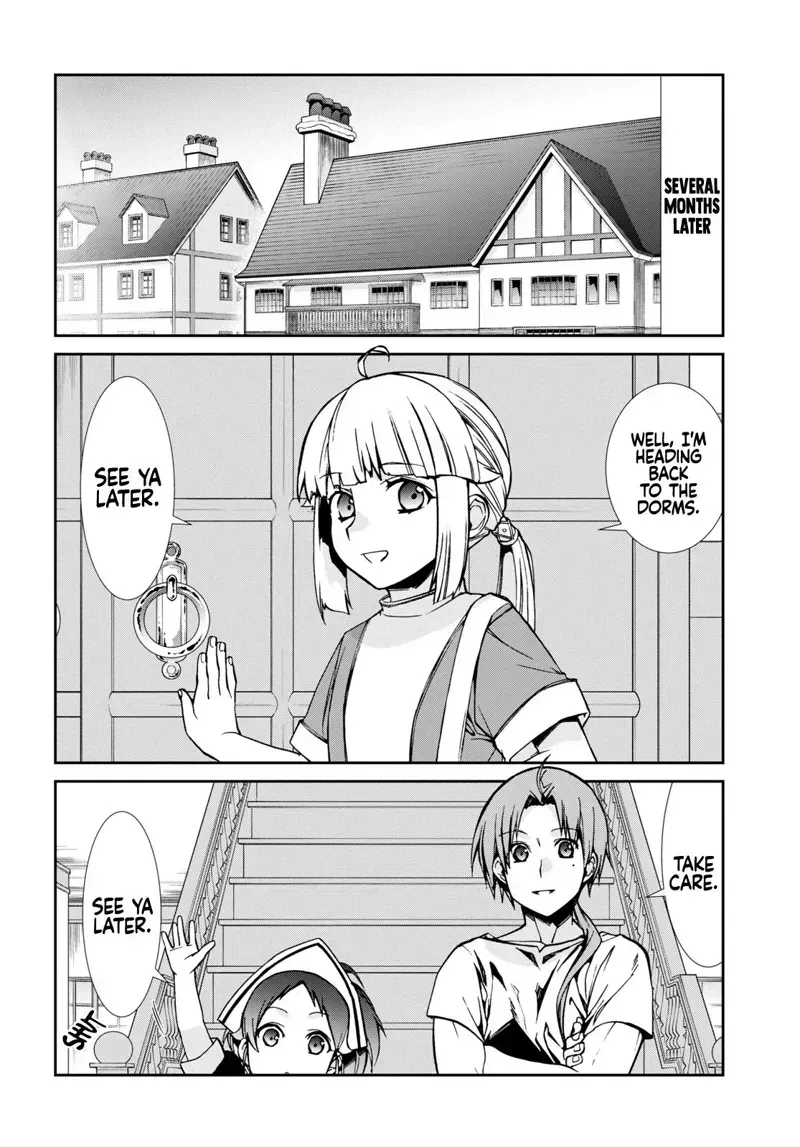 SEVERAL
MONTHS
LATER
WELL, I'M
HEADING
BACK
TO THE
DORMS.
SEE YA
LATER.
TAKE
CARE.
SEE YA
LATER.
SHUT